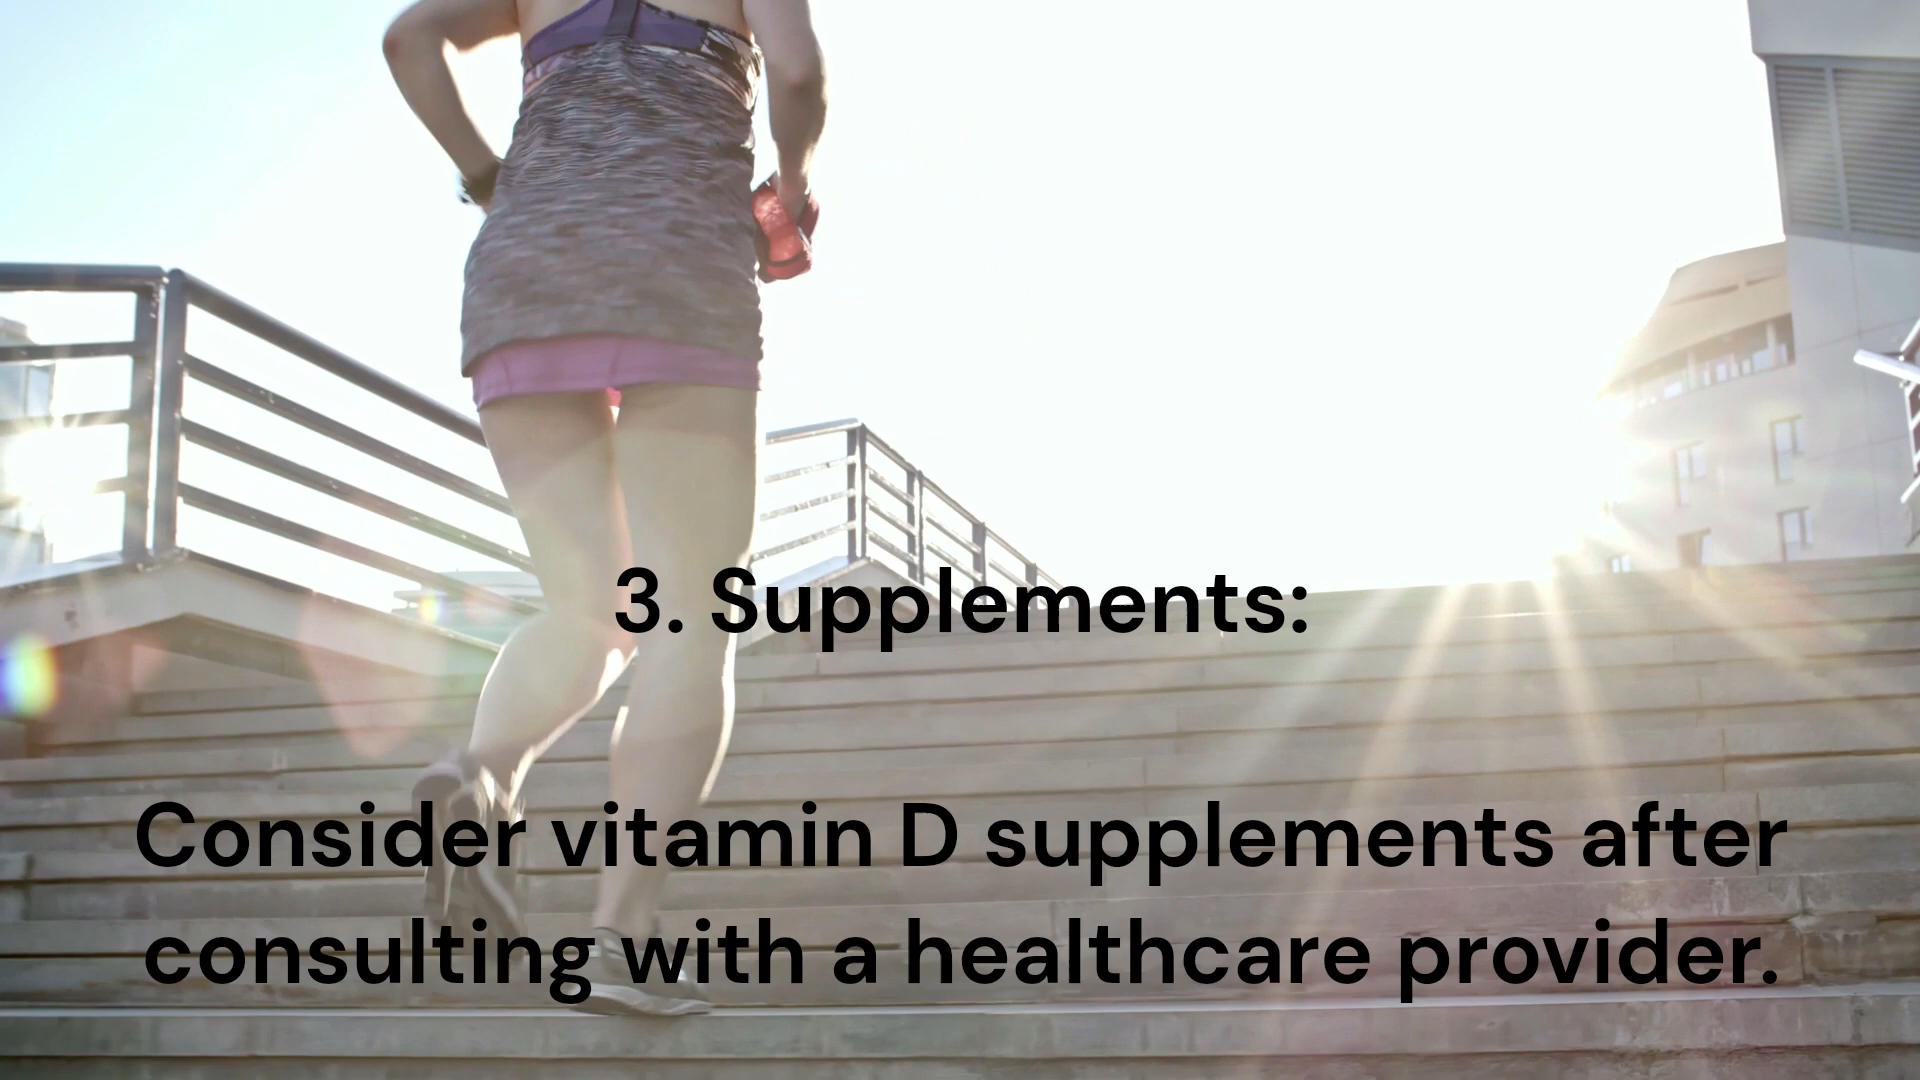 3. Supplements:
Consider vitamin D supplements after
consulting with a healthcare provider.